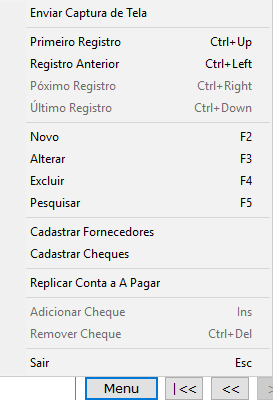 Enviar Captura de Tela
Primeiro Registro Ctrl+Up
Registro Anterior Ctrl+Left
Póximo Registro Ctrl+Right
Último Registro Ctrl+Down
Novo F2
Alterar F3
Excluir F4
Pesquisar F5
Cadastrar Fornecedores
Cadastrar Cheques
Replicar Conta a A Pagar
Adicionar Cheque Ins
Remover Cheque Ctrl+Del
Sair Esc
Menu |<< << >